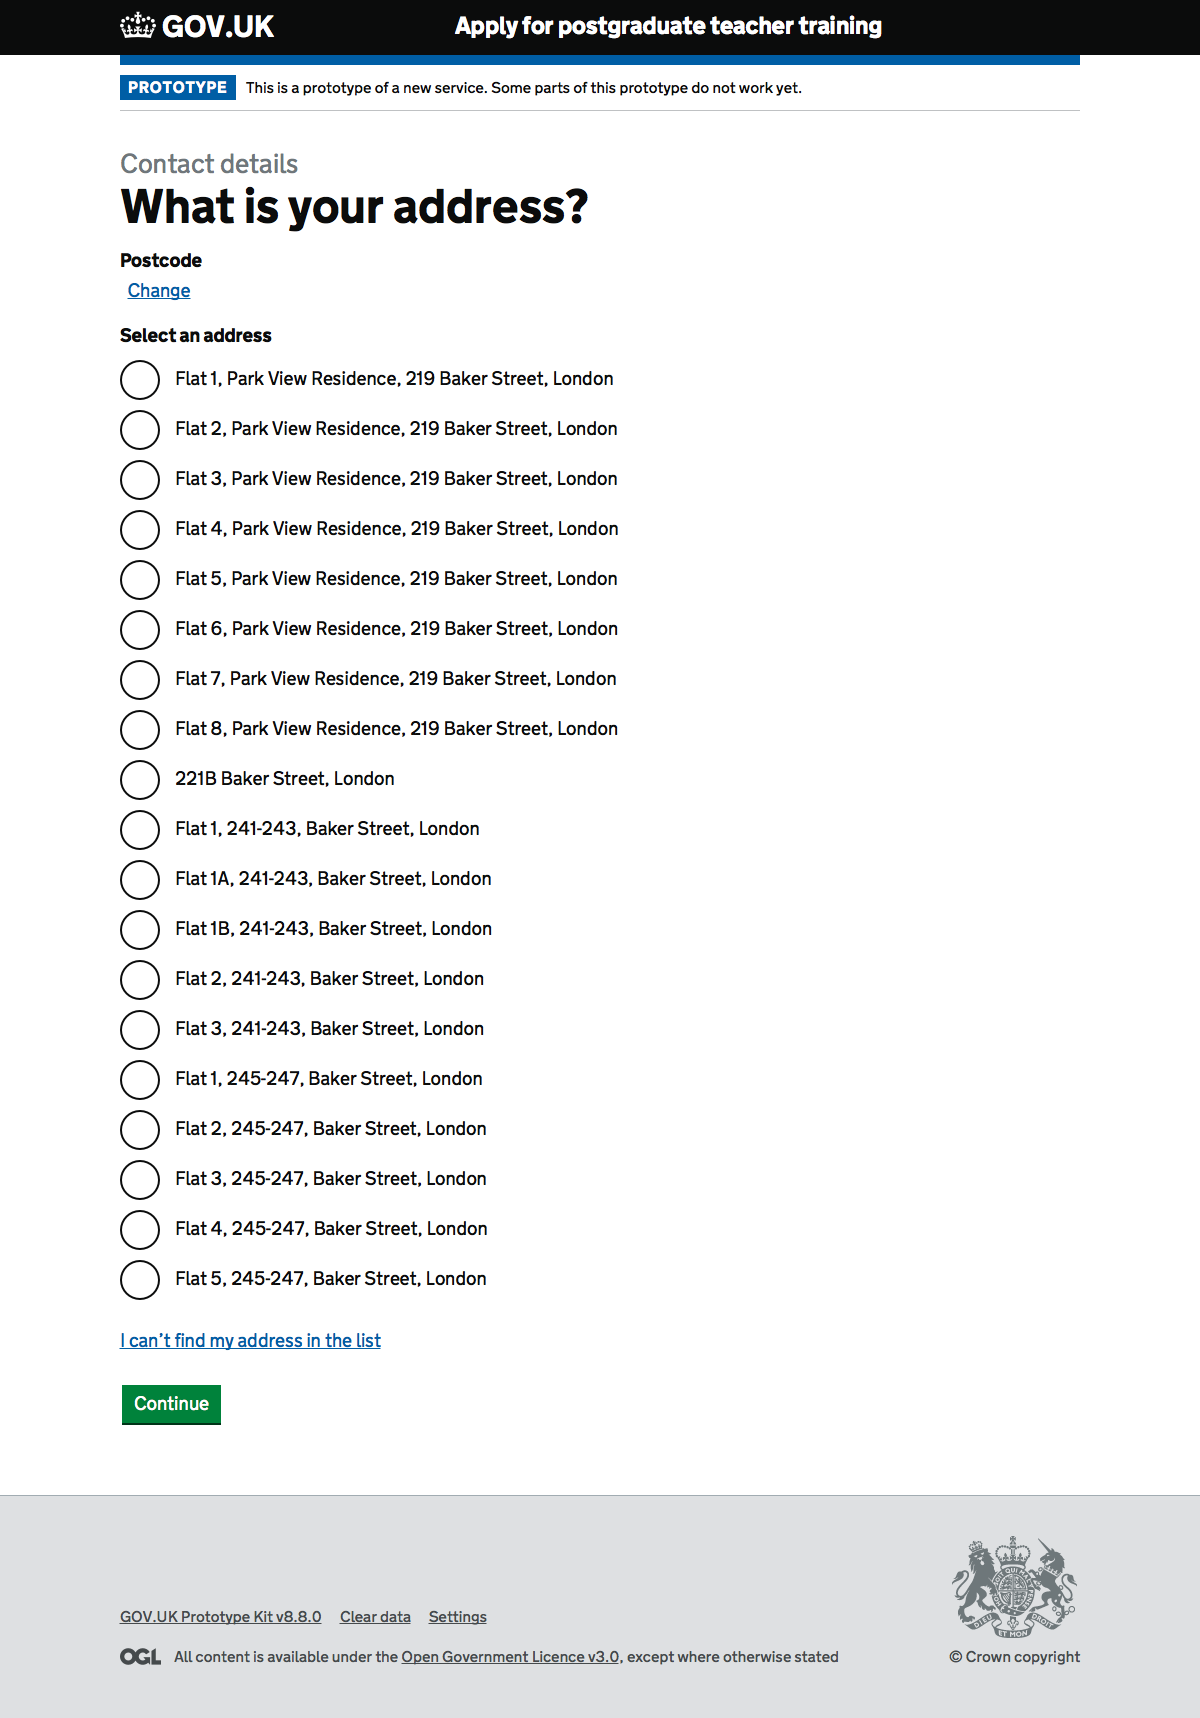 GOV.UK
Apply for postgraduate teacher training
PROTOTYPE This is a prototype of a new service. Some parts of this prototype do not work yet.
Contact details
What is your address?
Postcode
Change
Select an address
Flat 1, Park View Residence, 219 Baker Street, London
Flat 2, Park View Residence, 219 Baker Street, London
Flat 3, Park View Residence, 219 Baker Street, London
Flat 4, Park View Residence, 219 Baker Street, London
Flat 5, Park View Residence, 219 Baker Street, London
Flat 6, Park View Residence, 219 Baker Street, London
Flat 7, Park View Residence, 219 Baker Street, London
Flat 8, Park View Residence, 219 Baker Street, London
221B Baker Street, London
Flat 1, 241-243, Baker Street, London
Flat 1A, 241-243, Baker Street, London
Flat 1B, 241-243, Baker Street, London
Flat 2, 241-243, Baker Street, London
Flat 3, 241-243, Baker Street, London
Flat 1, 245-247, Baker Street, London
Flat 2, 245-247, Baker Street, London
Flat 3, 245-247, Baker Street, London
Flat 4, 245-247, Baker Street, London
Flat 5, 245-247, Baker Street, London
I can’t find my address in the list
Continue
DIEU ET MON DROIT
GOV.UK Prototype Kit v8.8.0 Clear data Settings
OGL All content is available under the Open Government Licence v3.0, except where otherwise stated
© Crown copyright